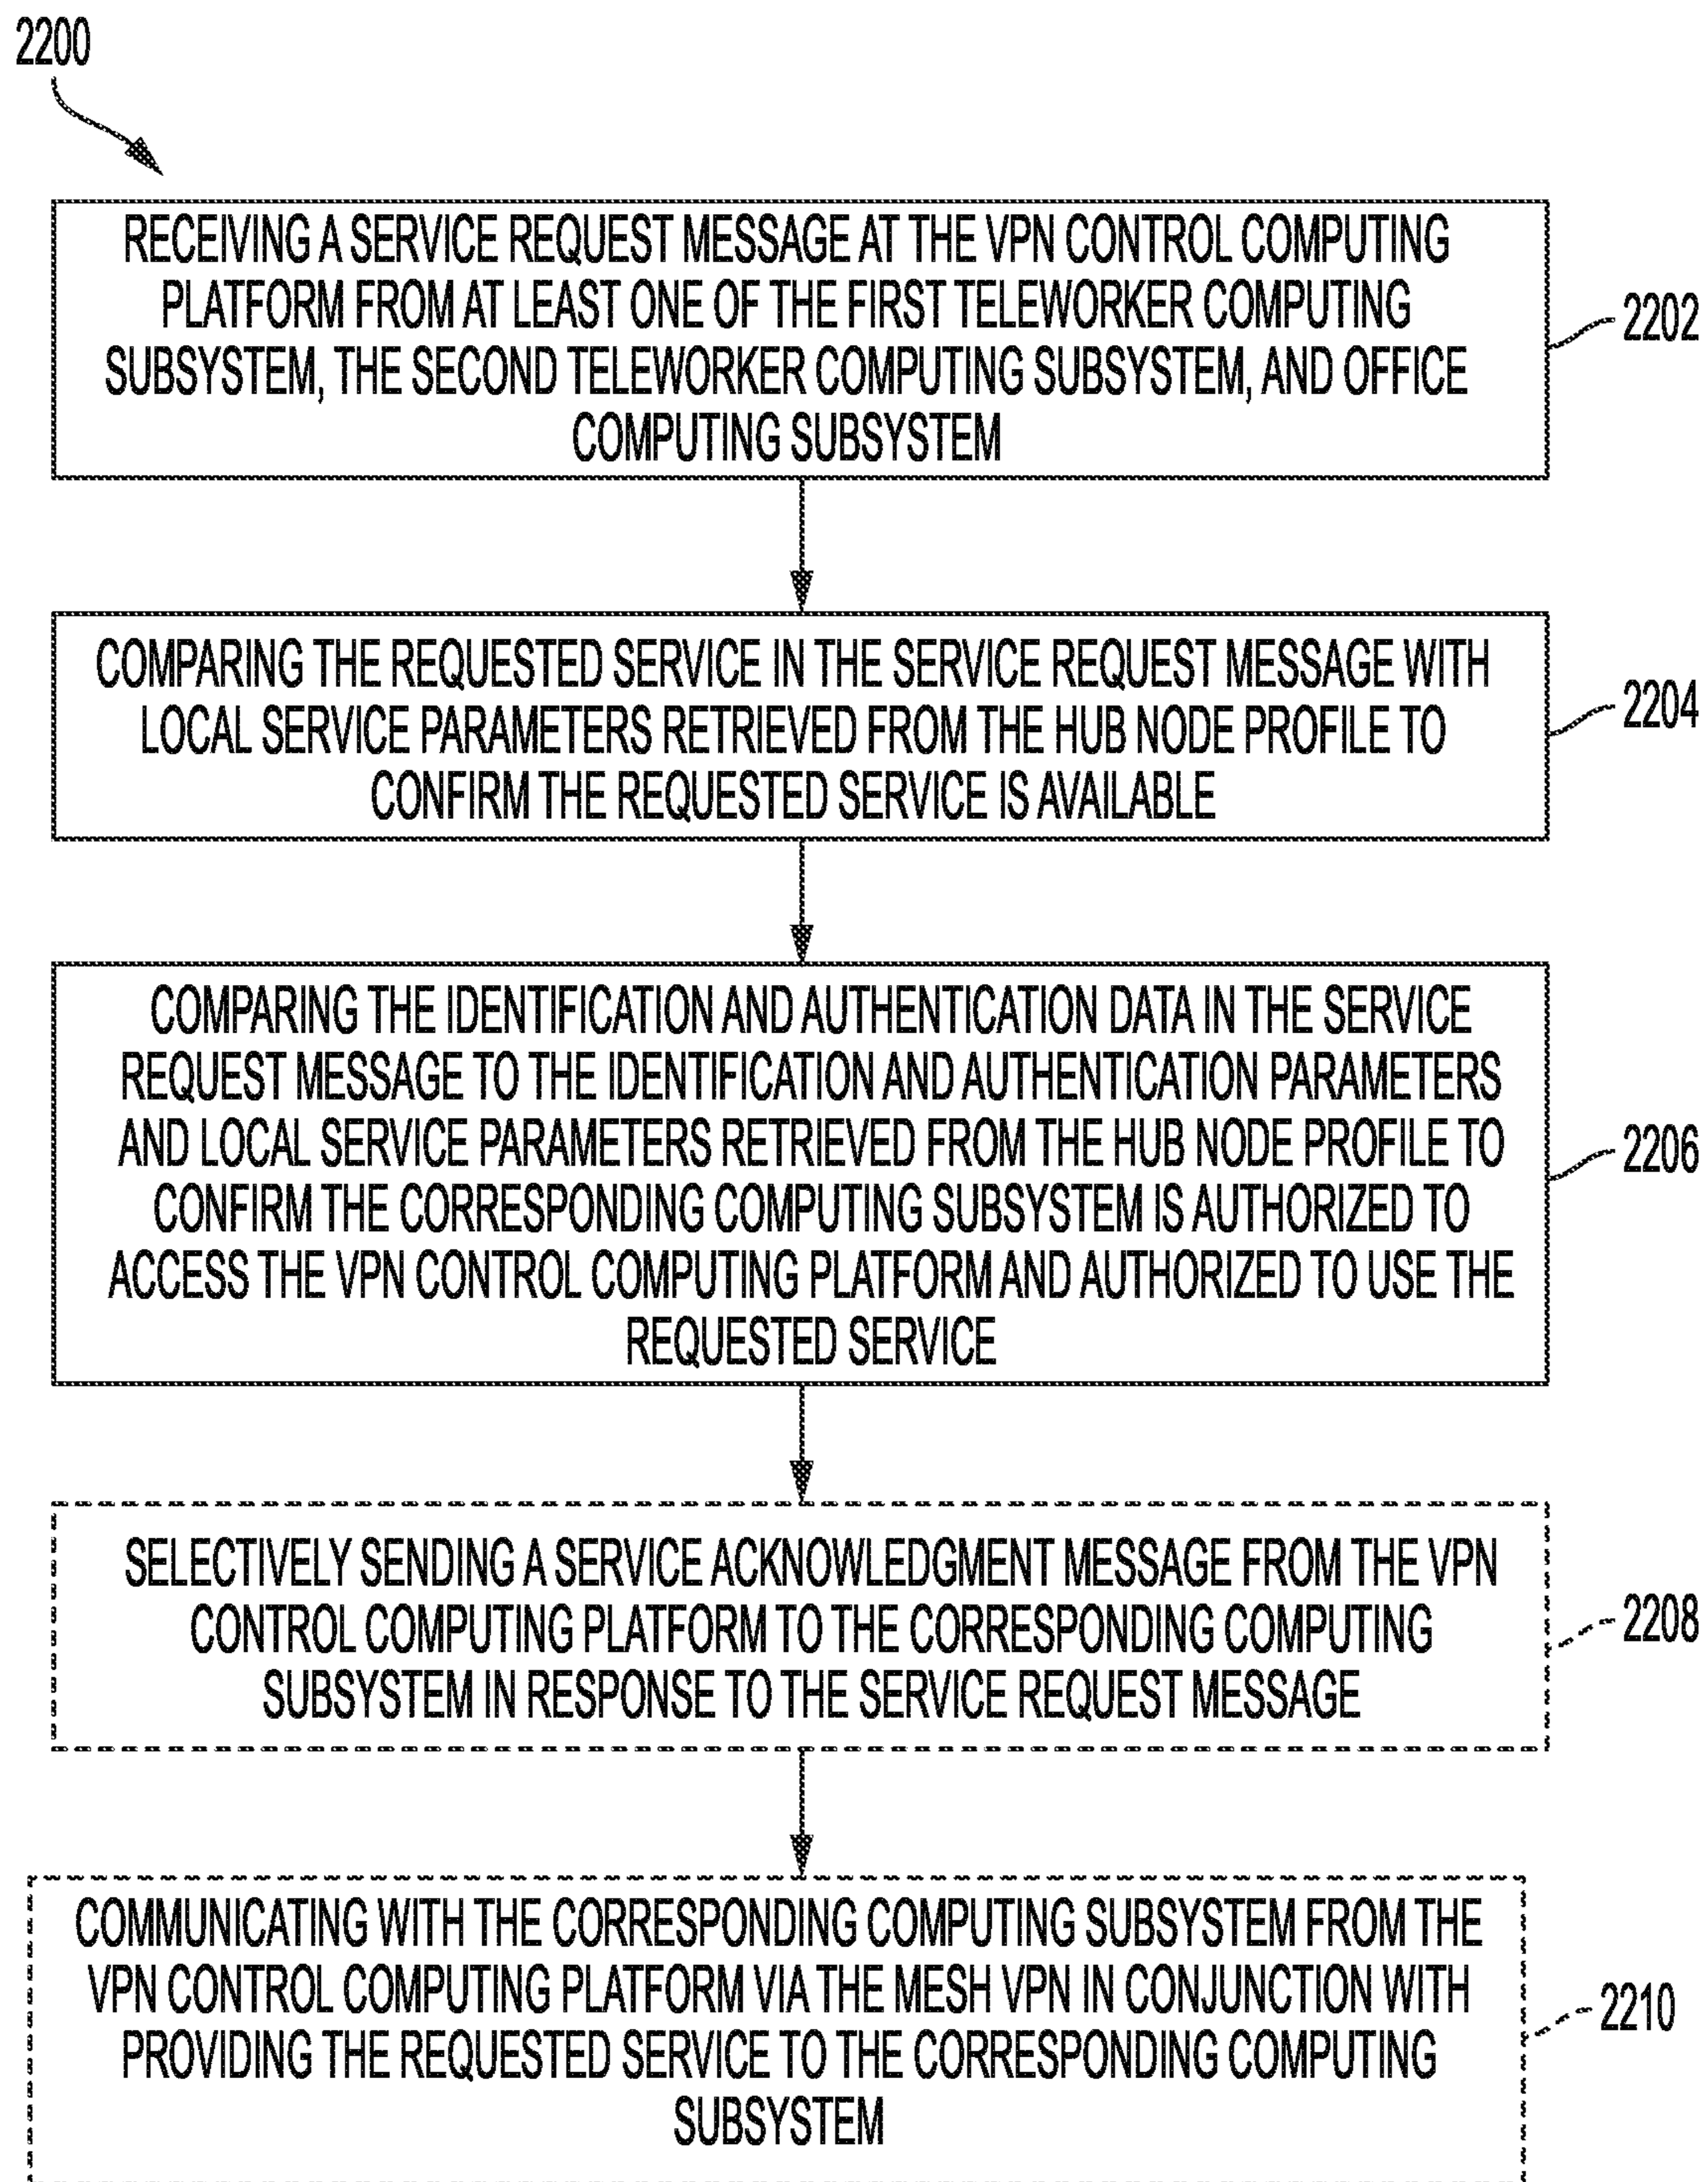 2200
RECEIVING A SERVICE REQUEST MESSAGE AT THE VPN CONTROL COMPUTING
PLATFORM FROM AT LEAST ONE OF THE FIRST TELEWORKER COMPUTING
SUBSYSTEM, THE SECOND TELEWORKER COMPUTING SUBSYSTEM, AND OFFICE
COMPUTING SUBSYSTEM
2202
COMPARING THE REQUESTED SERVICE IN THE SERVICE REQUEST MESSAGE WITH
LOCAL SERVICE PARAMETERS RETRIEVED FROM THE HUB NODE PROFILE TO
CONFIRM THE REQUESTED SERVICE IS AVAILABLE
2204
COMPARING THE IDENTIFICATION AND AUTHENTICATION DATA IN THE SERVICE
REQUEST MESSAGE TO THE IDENTIFICATION AND AUTHENTICATION PARAMETERS
AND LOCAL SERVICE PARAMETERS RETRIEVED FROM THE HUB NODE PROFILE TO
CONFIRM THE CORRESPONDING COMPUTING SUBSYSTEM IS AUTHORIZED TO
ACCESS THE VPN CONTROL COMPUTING PLATFORM AND AUTHORIZED TO USE THE
REQUESTED SERVICE
2206
SELECTIVELY SENDING A SERVICE ACKNOWLEDGMENT MESSAGE FROM THE VPN
CONTROL COMPUTING PLATFORM TO THE CORRESPONDING COMPUTING
SUBSYSTEM IN RESPONSE TO THE SERVICE REQUEST MESSAGE
2208
COMMUNICATING WITH THE CORRESPONDING COMPUTING SUBSYSTEM FROM THE
VPN CONTROL COMPUTING PLATFORM VIA THE MESH VPN IN CONJUNCTION WITH
PROVIDING THE REQUESTED SERVICE TO THE CORRESPONDING COMPUTING
SUBSYSTEM
2210